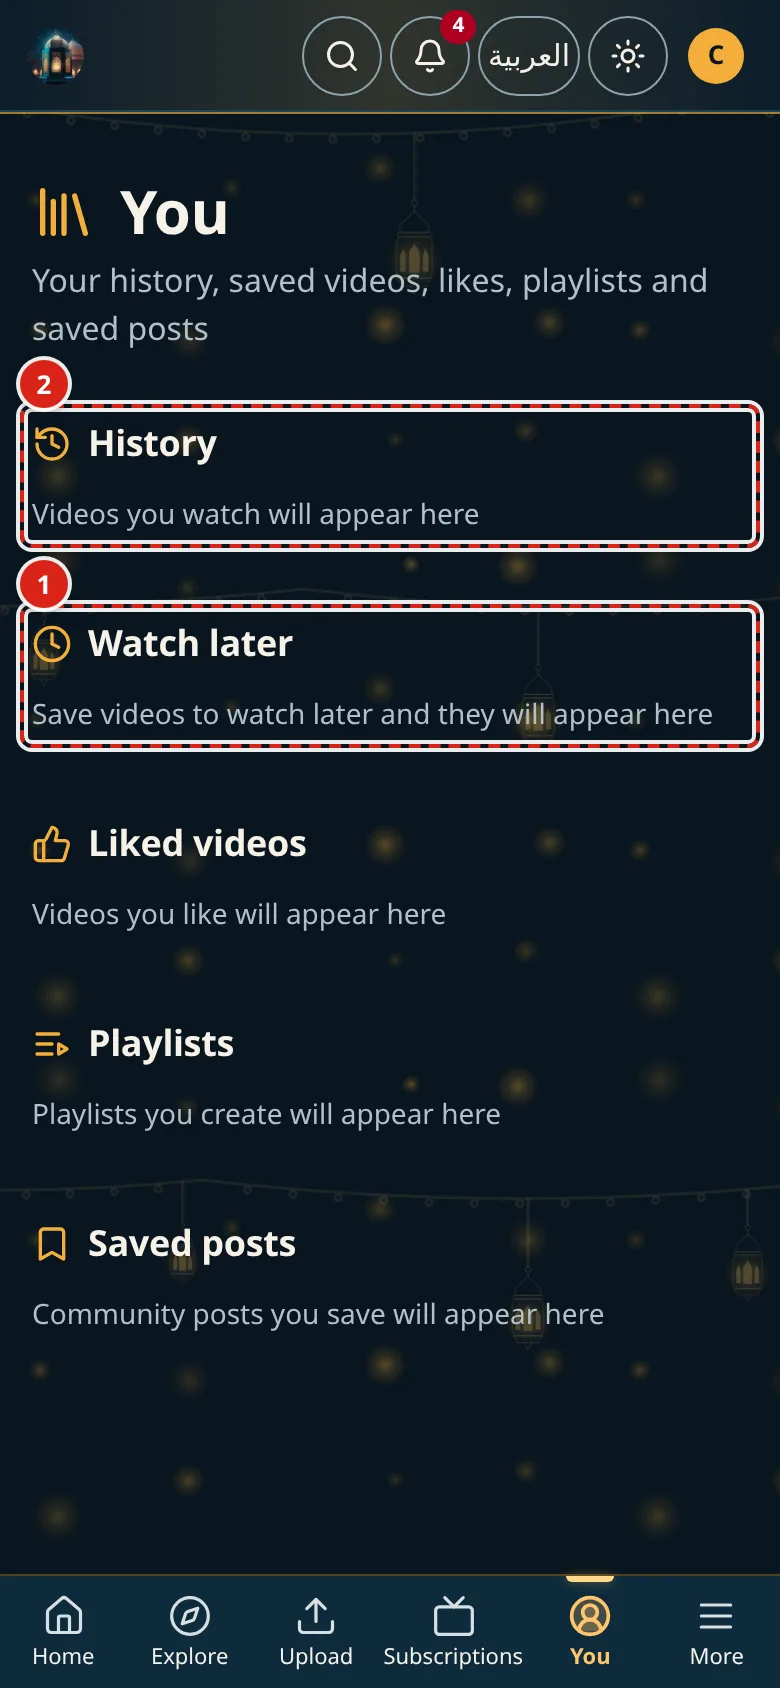 4
العربية
C
You
Your history, saved videos, likes, playlists and
saved posts
2
History
Videos you watch will appear here
1
Watch later
Save videos to watch later and they will appear here
Liked videos
Videos you like will appear here
Playlists
Playlists you create will appear here
Saved posts
Community posts you save will appear here
Home
Explore
Upload
Subscriptions
You
More